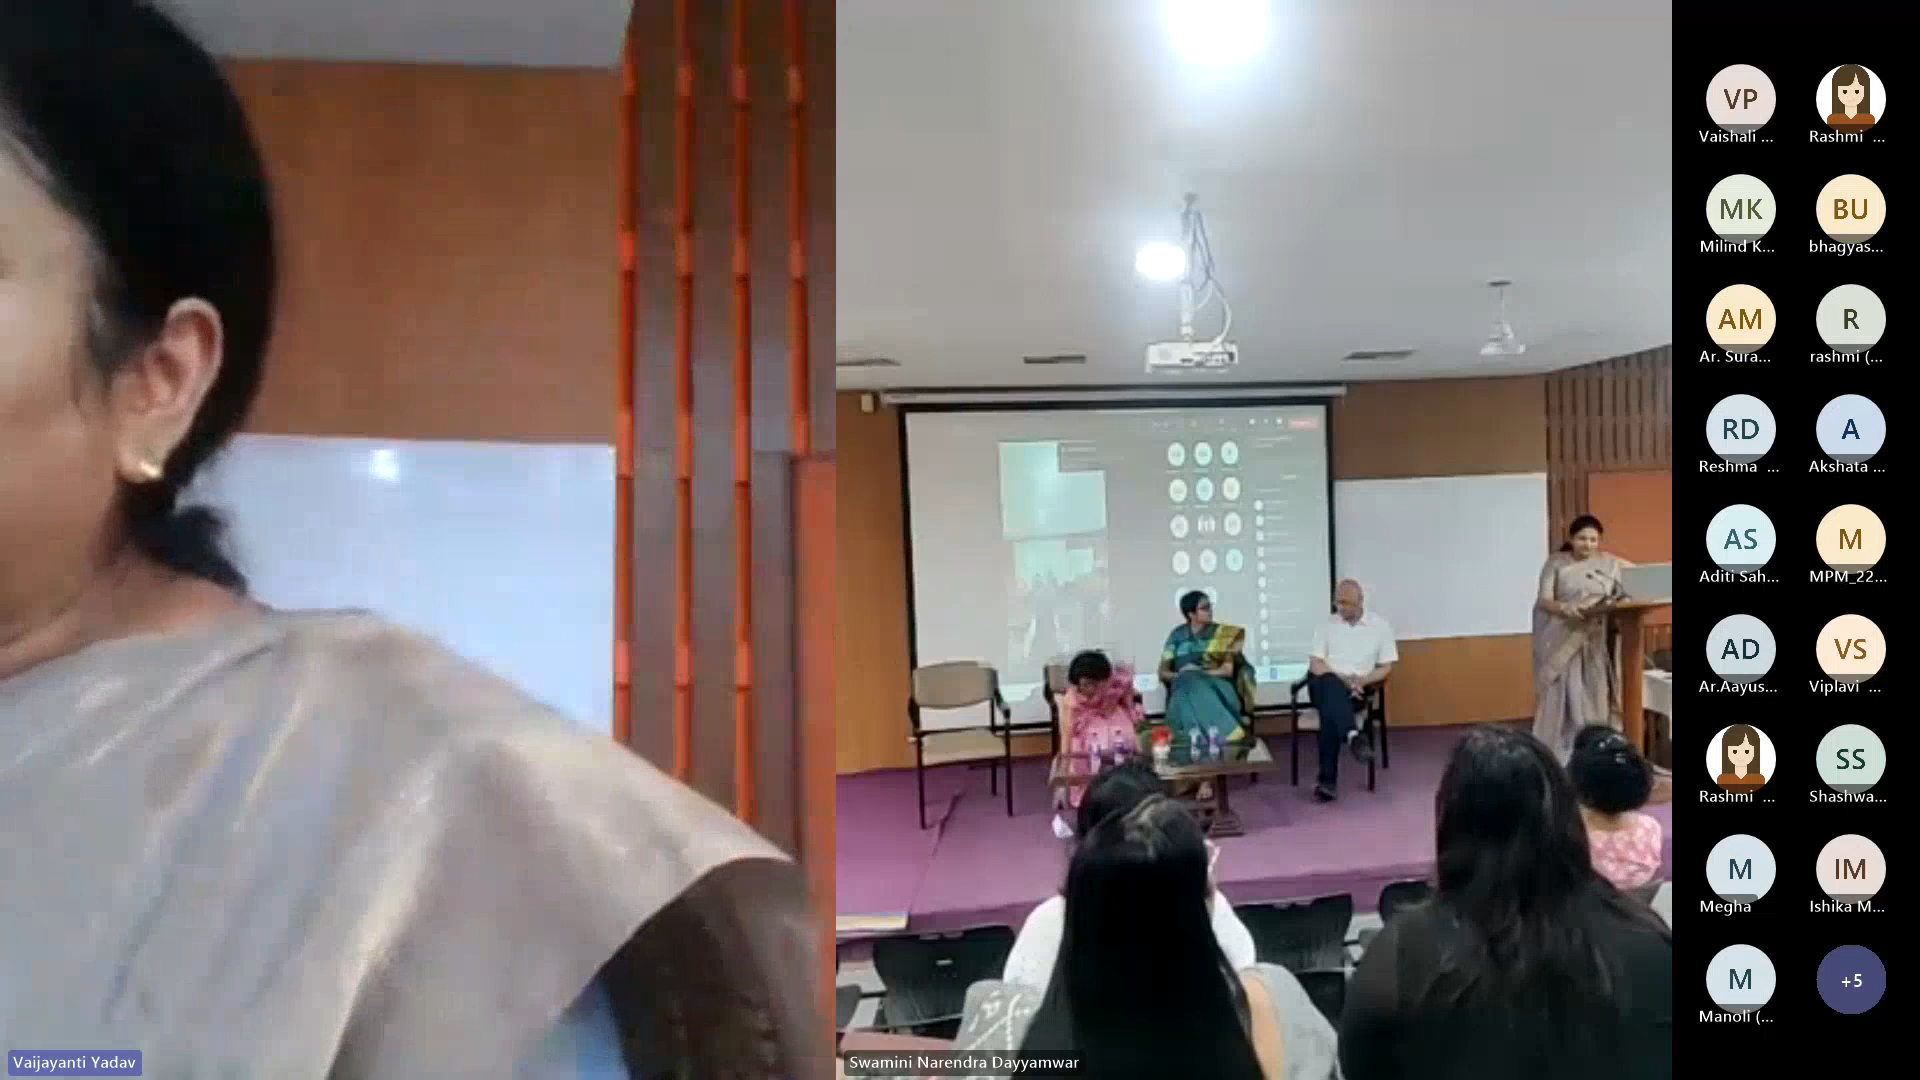 VP
Vaishali ...
Rashmi ...
MK
Milind K...
BU
bhagyas...
AM
Ar. Sura...
R
rashmi (...
RD
Reshma ...
A
Akshata ...
AS
Aditi Sah...
M
MPM_22...
AD
Ar.Aayus...
VS
Viplavi ...
Rashmi ...
SS
Shashwa...
M
Megha
IM
Ishika M...
M
Manoli (...
+5
Vaijayanti Yadav
Swamini Narendra Dayyamwar